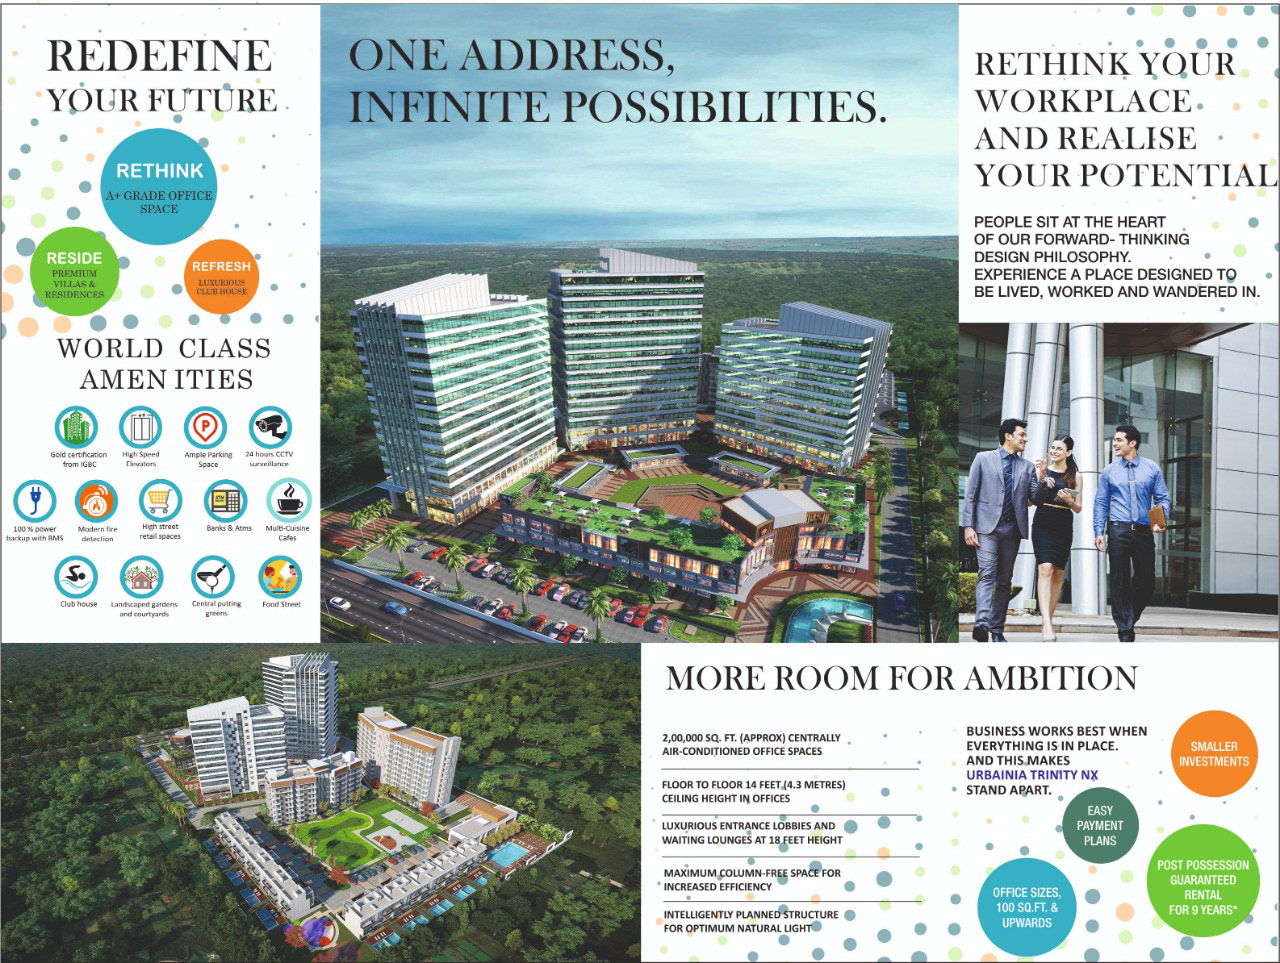 REDEFINE
YOUR FUTURE
RETHINK
A+ GRADE OFFICE
SPACE
RESIDE
PREMIUM
VILLAS &
RESIDENCES
REFRESH
LUXURIOUS
CLUB HOUSE
WORLD CLASS
AMEN ITIES
Gold certification
from IGBC
High Speed
Elevators
P
Ample Parking
Space
24 hours CCTV
surveillance
100 % power
backup with BMS
Modern fire
detection
High street
retail spaces
ATM
Banks & Atms
Multi-Cuisine
Cafes
Club house
Landscaped gardens
and courtyards
Central putting
greens
Food Street
ONE ADDRESS,
INFINITE POSSIBILITIES.
RETHINK YOUR
WORKPLACE
AND REALISE
YOUR POTENTIAL
PEOPLE SIT AT THE HEART
OF OUR FORWARD- THINKING
DESIGN PHILOSOPHY.
EXPERIENCE A PLACE DESIGNED TO
BE LIVED, WORKED AND WANDERED IN.
MORE ROOM FOR AMBITION
2,00,000 SQ. FT. (APPROX) CENTRALLY
AIR-CONDITIONED OFFICE SPACES
FLOOR TO FLOOR 14 FEET (4.3 METRES)
CEILING HEIGHT IN OFFICES
LUXURIOUS ENTRANCE LOBBIES AND
WAITING LOUNGES AT 18 FEET HEIGHT
MAXIMUM COLUMN-FREE SPACE FOR
INCREASED EFFICIENCY
INTELLIGENTLY PLANNED STRUCTURE
FOR OPTIMUM NATURAL LIGHT
BUSINESS WORKS BEST WHEN
EVERYTHING IS IN PLACE.
AND THIS MAKES
URBAINIA TRINITY NX
STAND APART.
SMALLER
INVESTMENTS
EASY
PAYMENT
PLANS
POST POSSESSION
GUARANTEED
RENTAL
FOR 9 YEARS*
OFFICE SIZES,
100 SQ.FT. &
UPWARDS